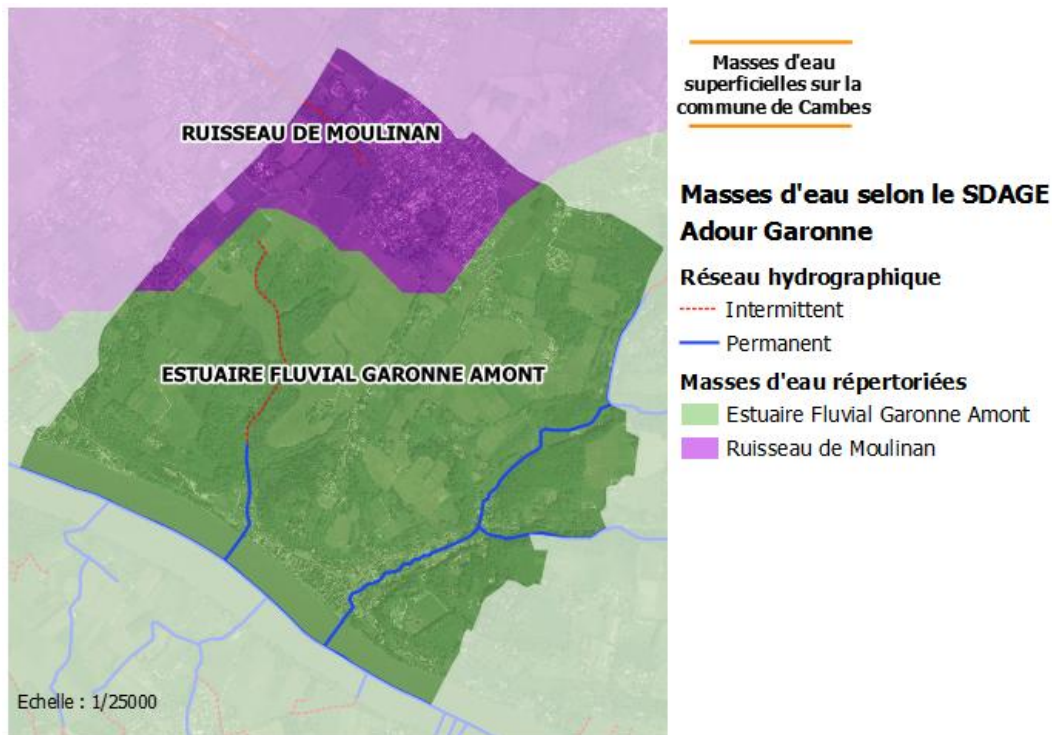 RUISSEAU DE MOULINAN
ESTUAIRE FLUVIAL GARONNE AMONT
Echelle : 1/25000
Masses d'eau
superficielles sur la
commune de Cambes
Masses d'eau selon le SDAGE
Adour Garonne
Réseau hydrographique
Intermittent
Permanent
Masses d'eau répertoriées
Estuaire Fluvial Garonne Amont
Ruisseau de Moulinan